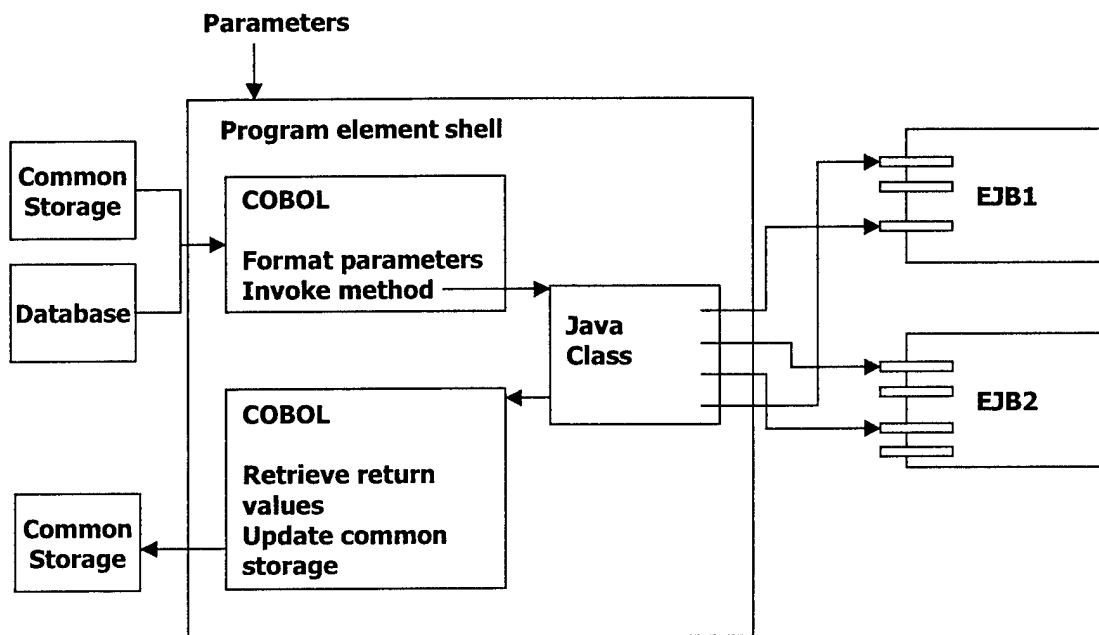 Parameters
Program element shell
Common
Storage
Database
COBOL
Format parameters
Invoke method
Java
Class
EJB1
EJB2
COBOL
Retrieve return
values
Update common
storage
Common
Storage